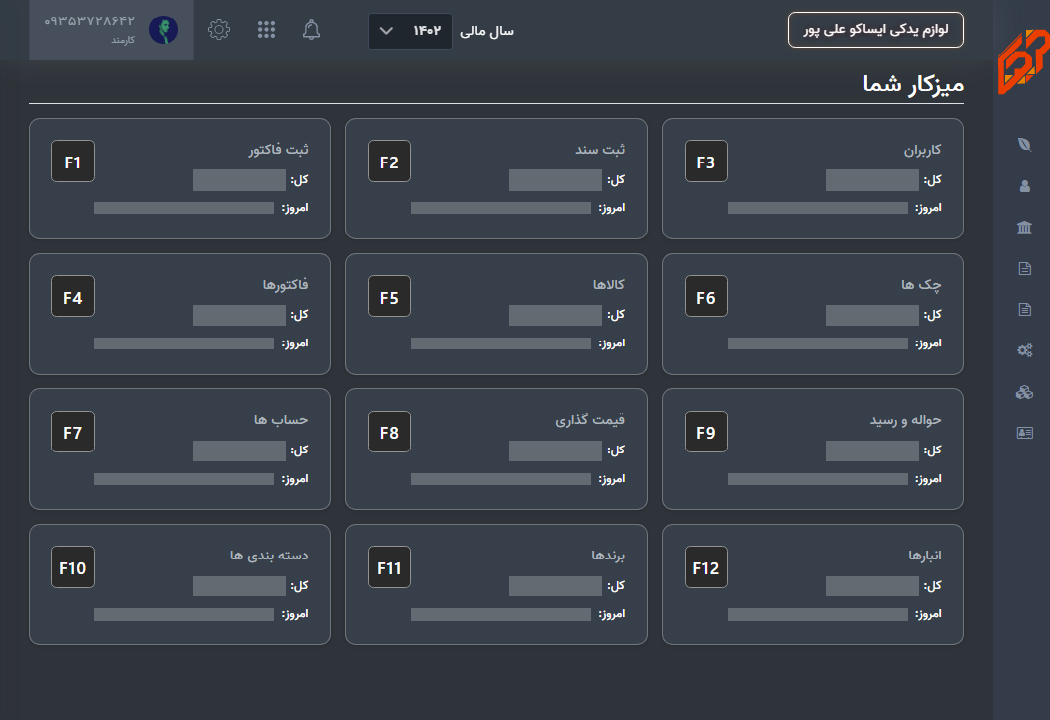 لوازم یدکی ایساکو علی پور
سال مالی ۱۴۰۲
۰۹۳۵۳۷۲۸۶۴۲
کارمند
میزکار شما
کاربران F3
کل:
امروز:
ثبت سند F2
کل:
امروز:
ثبت فاکتور F1
کل:
امروز:
چک ها F6
کل:
امروز:
کالاها F5
کل:
امروز:
فاکتورها F4
کل:
امروز:
حواله و رسید F9
کل:
امروز:
قیمت گذاری F8
کل:
امروز:
حساب ها F7
کل:
امروز:
انبارها F12
کل:
امروز:
برندها F11
کل:
امروز:
دسته بندی ها F10
کل:
امروز: